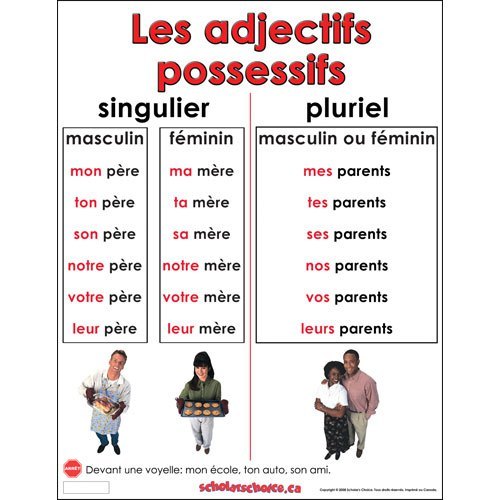 Les adjectifs
possessifs
singulier
masculin
mon père
ton père
son père
notre père
votre père
leur père
féminin
ma mère
ta mère
sa mère
notre mère
votre mère
leur mère
pluriel
masculin ou féminin
mes parents
tes parents
ses parents
nos parents
vos parents
leurs parents
ARRÊT
Devant une voyelle: mon école, ton auto, son ami.
scholarschoice.ca